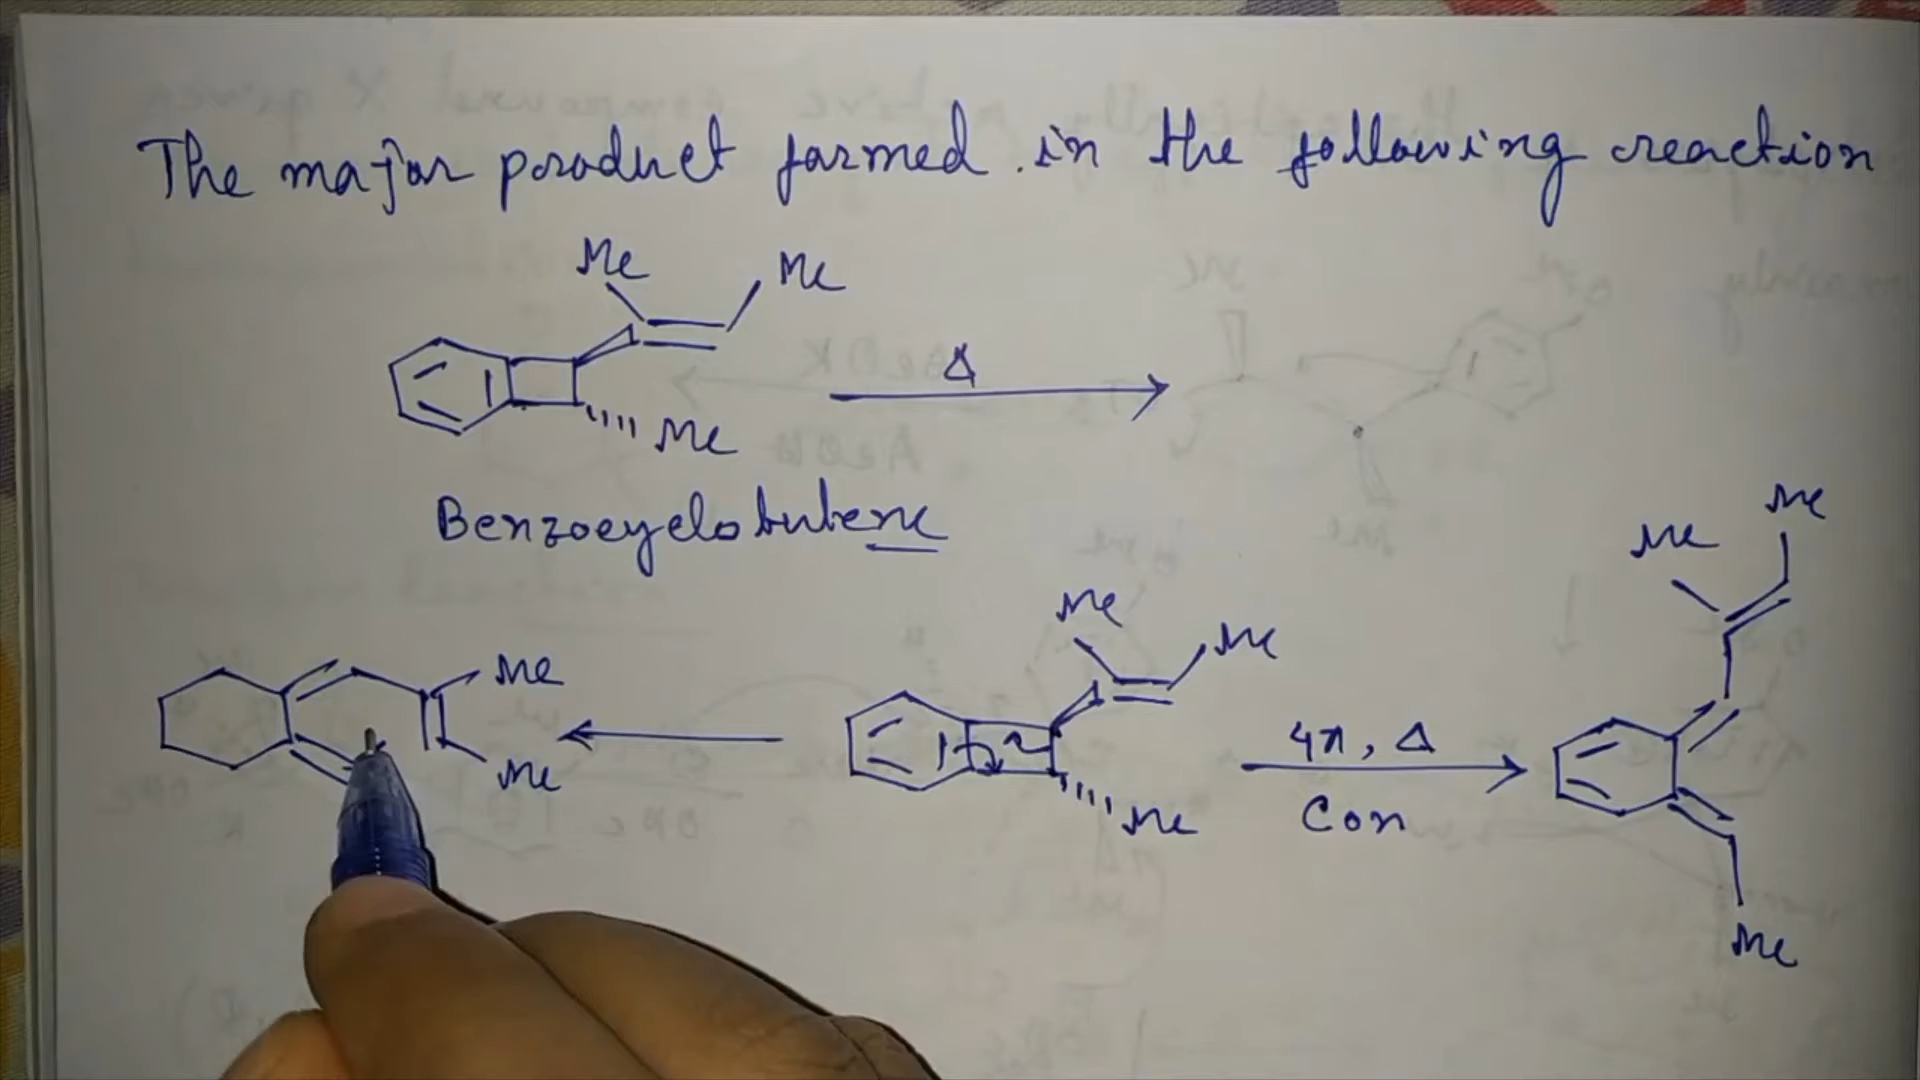 The major product formed in the following reaction
Me Me
Δ
Me
Benzocyclobutene
Me Me
Me
Me
Me
4π, Δ
Con
Me
Me
Me
Me